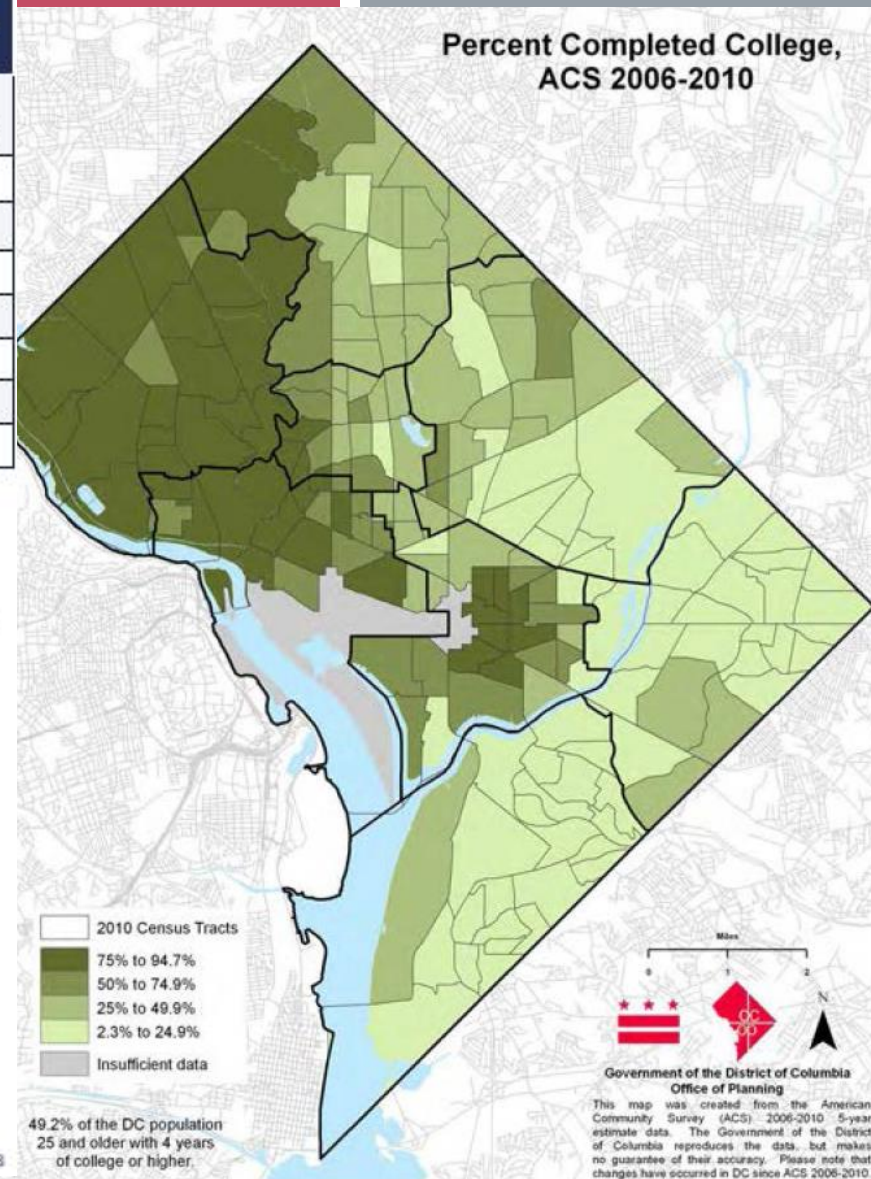 Percent Completed College,
ACS 2006-2010
2010 Census Tracts
75% to 94.7%
50% to 74.9%
25% to 49.9%
2.3% to 24.9%
Insufficient data
49.2% of the DC population
25 and older with 4 years
of college or higher.
Miles
0 1 2
N
DC
OP
Government of the District of Columbia
Office of Planning
This map was created from the American
Community Survey (ACS) 2006-2010 5-year
estimate data. The Government of the District
of Columbia reproduces the data, but makes
no guarantee of their accuracy. Please note that
changes have occurred in DC since ACS 2006-2010